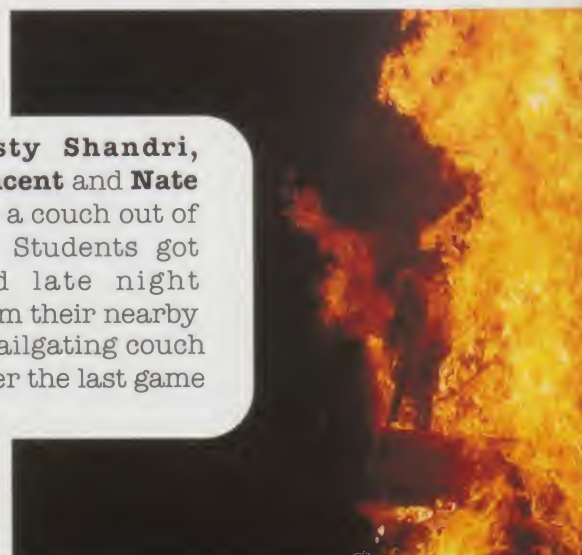 sty Shandri,
cent and Nate
a couch out of
Students got
d late night
m their nearby
ailgating couch
er the last game